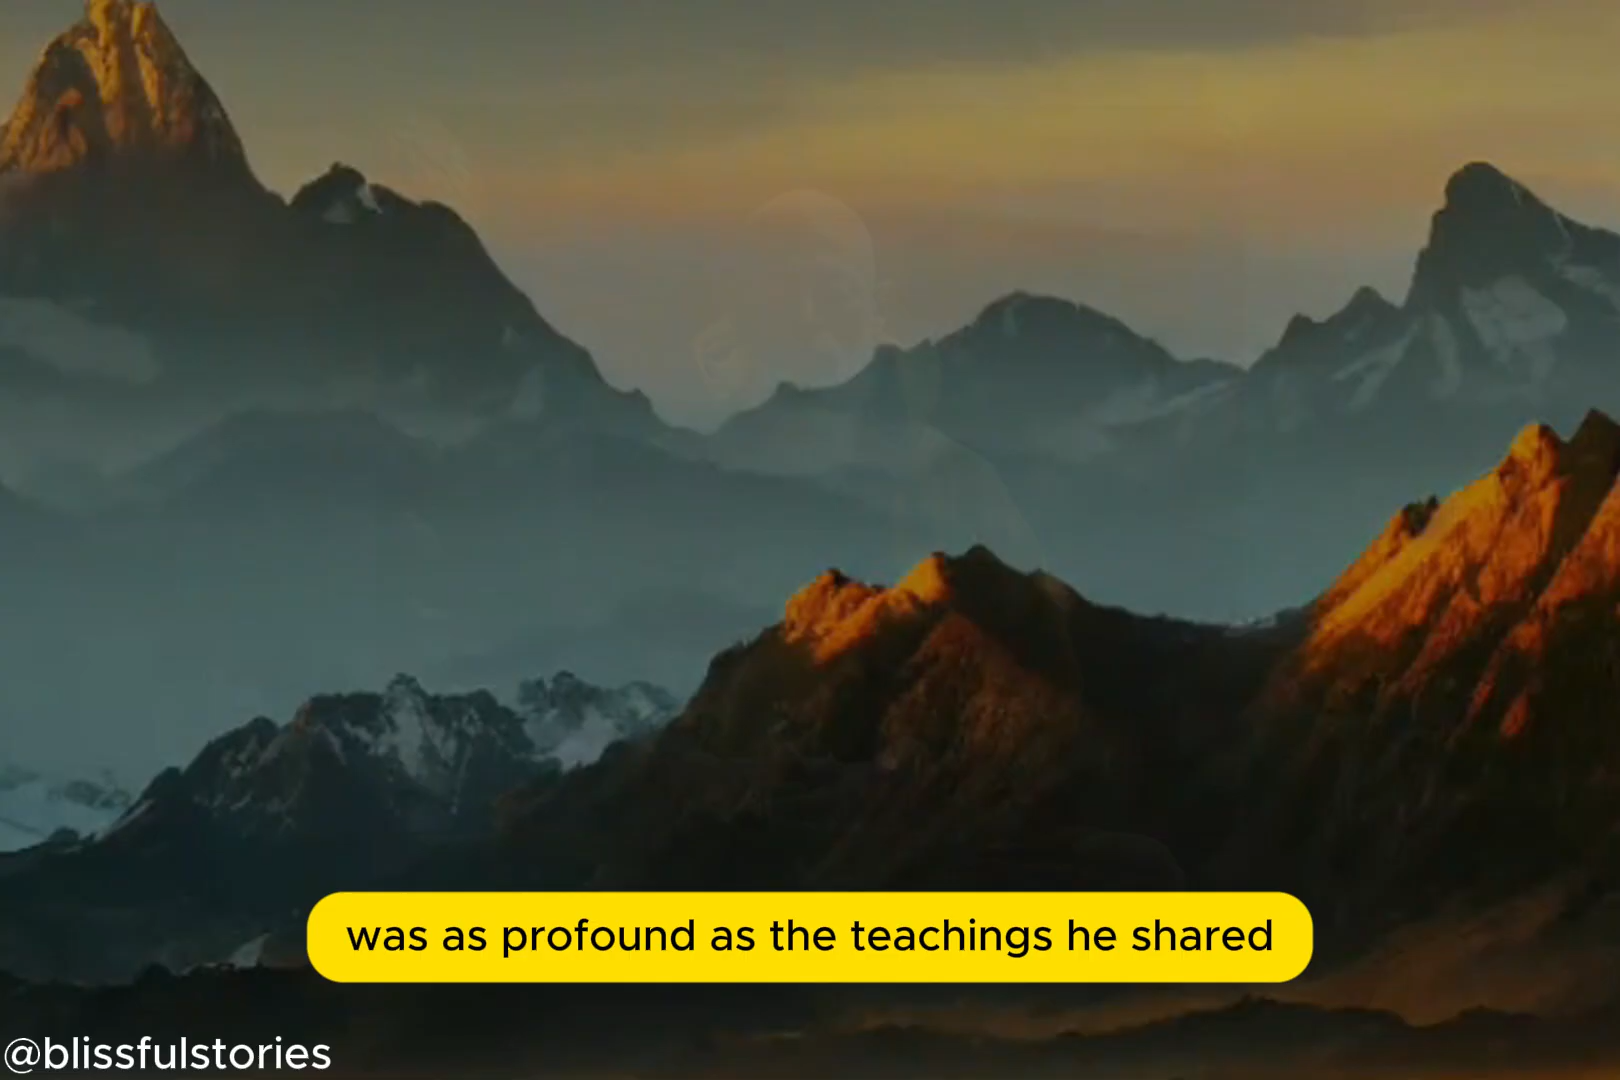 was as profound as the teachings he shared
@blissfulstories